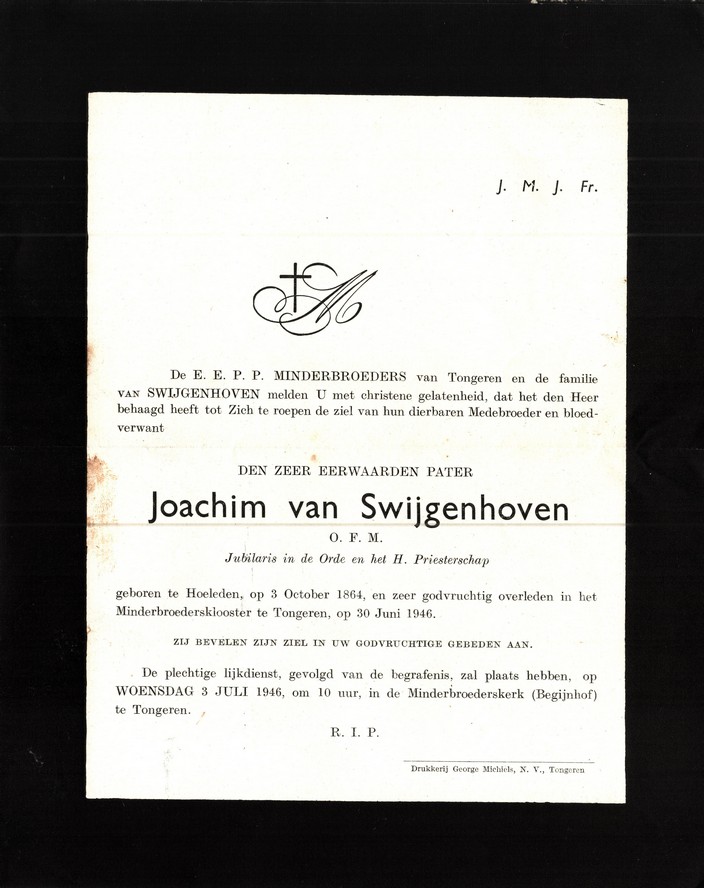 J. M. J. Fr.
De E. E. P. P. MINDERBROEDERS van Tongeren en de familie
VAN SWIJGENHOVEN melden U met christene gelatenheid, dat het den Heer
behaagd heeft tot Zich te roepen de ziel van hun dierbaren Medebroeder en bloed-
verwant
DEN ZEER EERWAARDEN PATER
Joachim van Swijgenhoven
O. F. M.
Jubilaris in de Orde en het H. Priesterschap
geboren te Hoeleden, op 3 October 1864, en zeer godvruchtig overleden in het
Minderbroedersklooster te Tongeren, op 30 Juni 1946.
ZIJ BEVELEN ZIJN ZIEL IN UW GODVRUCHTIGE GEBEDEN AAN.
De plechtige lijkdienst, gevolgd van de begrafenis, zal plaats hebben, op
WOENSDAG 3 JULI 1946, om 10 uur, in de Minderbroederskerk (Begijnhof)
te Tongeren.
R. I. P.
Drukkerij George Michiels, N. V., Tongeren